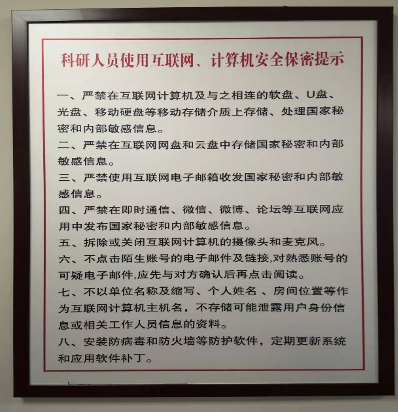 科研人员使用互联网、计算机安全保密提示
一、严禁在互联网计算机及与之相连的软盘、U盘、
光盘、移动硬盘等移动存储介质上存储、处理国家秘
密和内部敏感信息。
二、严禁在互联网网盘和云盘中存储国家秘密和内部
敏感信息。
三、严禁使用互联网电子邮箱收发国家秘密和内部敏
感信息。
四、严禁在即时通信、微信、微博、论坛等互联网应
用中发布国家秘密和内部敏感信息。
五、拆除或关闭互联网计算机的摄像头和麦克风。
六、不点击陌生账号的电子邮件及链接,对熟悉账号的
可疑电子邮件,应先与对方确认后再点击阅读。
七、不以单位名称及缩写、个人姓名、房间位置等作
为互联网计算机主机名，不存储可能泄露用户身份信
息或相关工作人员信息的资料。
八、安装防病毒和防火墙等防护软件，定期更新系统
和应用软件补丁。